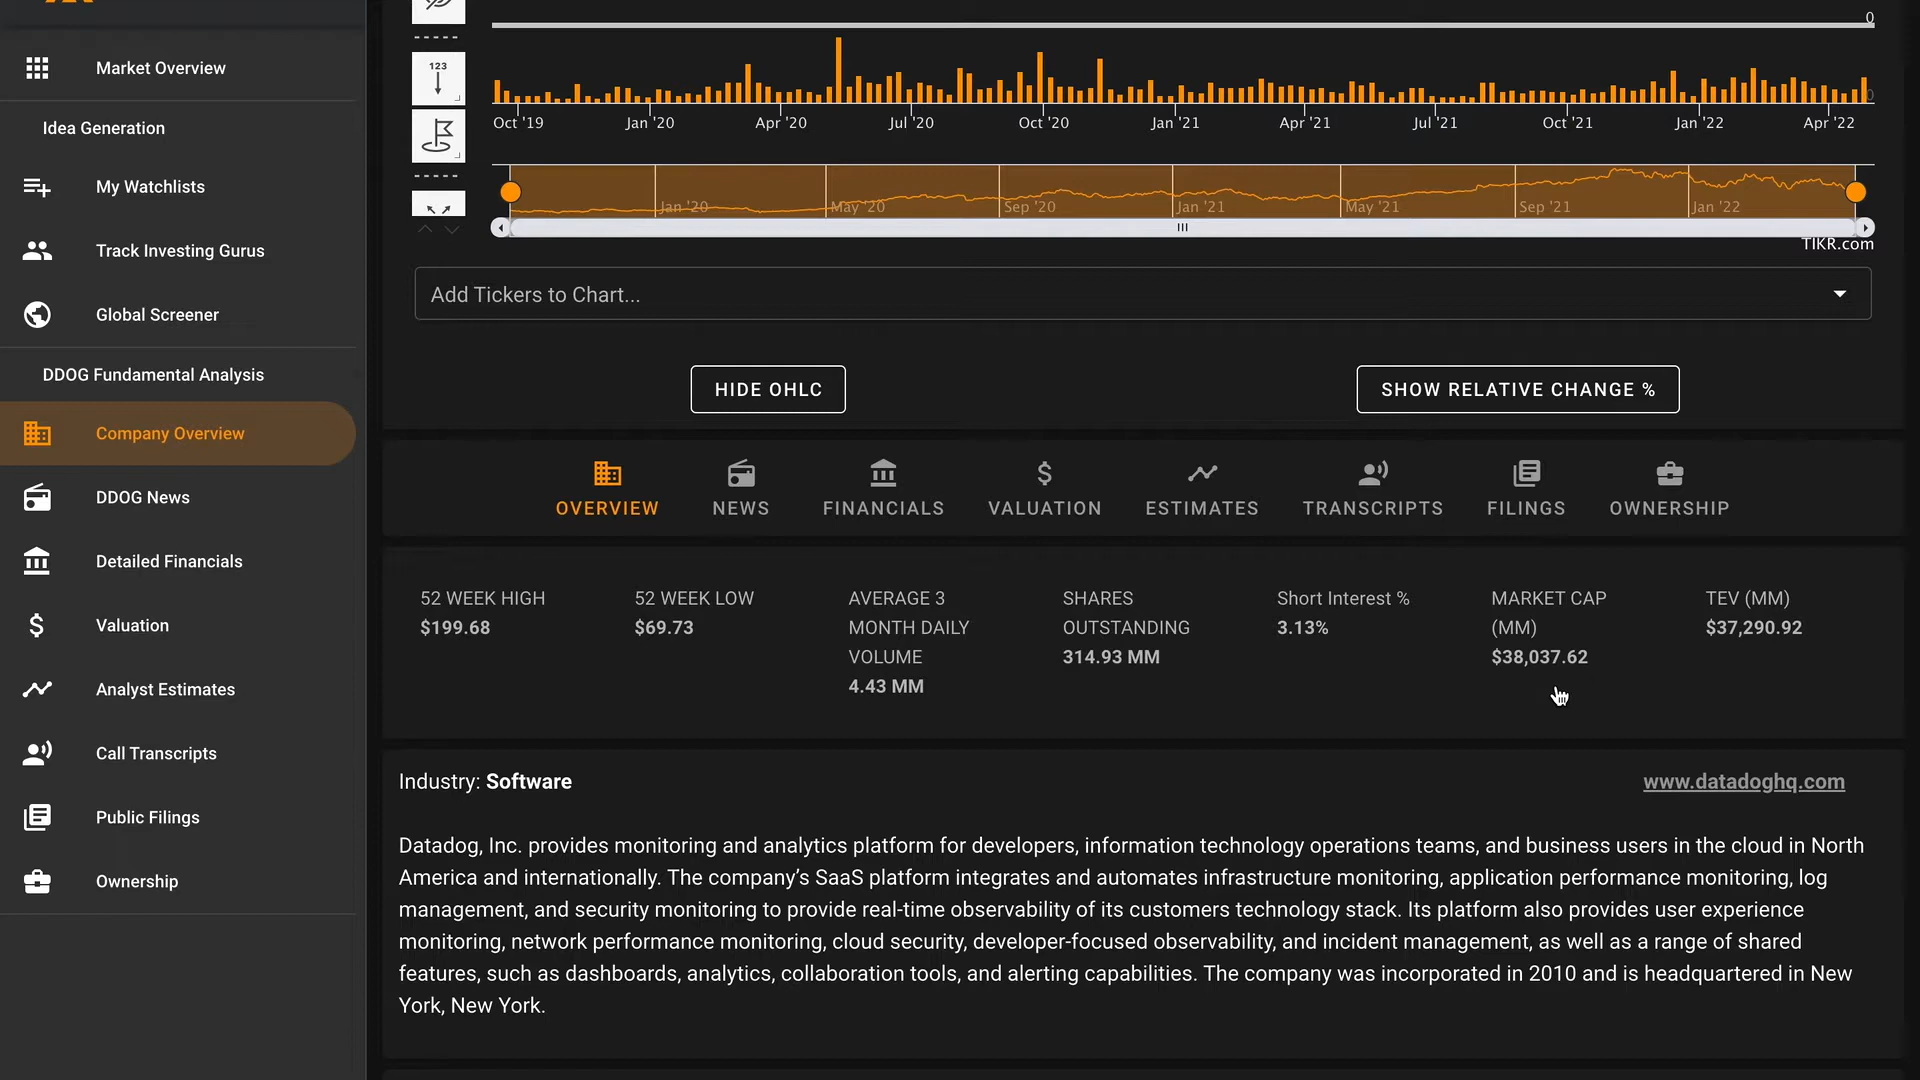 Market Overview
Idea Generation
My Watchlists
Track Investing Gurus
Global Screener
DDOG Fundamental Analysis
Company Overview
DDOG News
Detailed Financials
Valuation
Analyst Estimates
Call Transcripts
Public Filings
Ownership
0
123
0
Oct '19 Jan '20 Apr '20 Jul '20 Oct '20 Jan '21 Apr '21 Jul '21 Oct '21 Jan '22 Apr '22
Jan '20 May '20 Sep '20 Jan '21 May '21 Sep '21 Jan '22
TIKR.com
Add Tickers to Chart...
HIDE OHLC SHOW RELATIVE CHANGE %
OVERVIEW NEWS FINANCIALS VALUATION ESTIMATES TRANSCRIPTS FILINGS OWNERSHIP
52 WEEK HIGH
$199.68
52 WEEK LOW
$69.73
AVERAGE 3
MONTH DAILY
VOLUME
4.43 MM
SHARES
OUTSTANDING
314.93 MM
Short Interest %
3.13%
MARKET CAP
(MM)
$38,037.62
TEV (MM)
$37,290.92
Industry: Software
www.datadoghq.com
Datadog, Inc. provides monitoring and analytics platform for developers, information technology operations teams, and business users in the cloud in North
America and internationally. The company's SaaS platform integrates and automates infrastructure monitoring, application performance monitoring, log
management, and security monitoring to provide real-time observability of its customers technology stack. Its platform also provides user experience
monitoring, network performance monitoring, cloud security, developer-focused observability, and incident management, as well as a range of shared
features, such as dashboards, analytics, collaboration tools, and alerting capabilities. The company was incorporated in 2010 and is headquartered in New
York, New York.